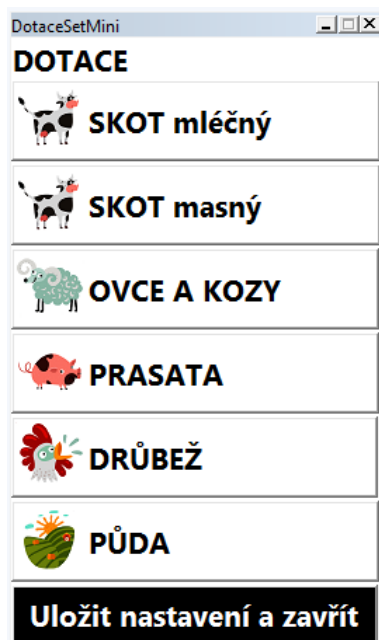 DotaceSetMini
DOTACE
SKOT mléčný
SKOT masný
OVCE A KOZY
PRASATA
DRŮBEŽ
PŮDA
Uložit nastavení a zavřít